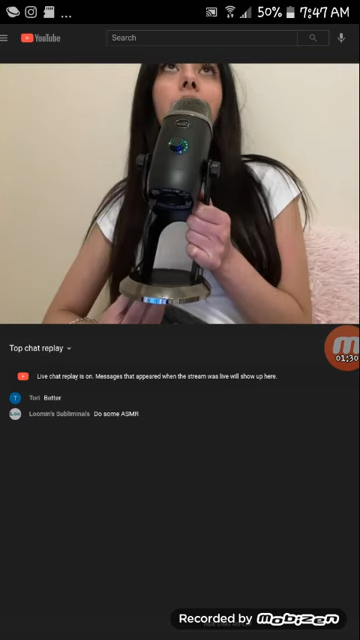 ... 50% 7:47 AM
YouTube
Search
Top chat replay
01:30
Live chat replay is on. Messages that appeared when the stream was live will show up here.
T Tori Better
Loomin's Subliminals Do some ASMR
Recorded by Mobizen